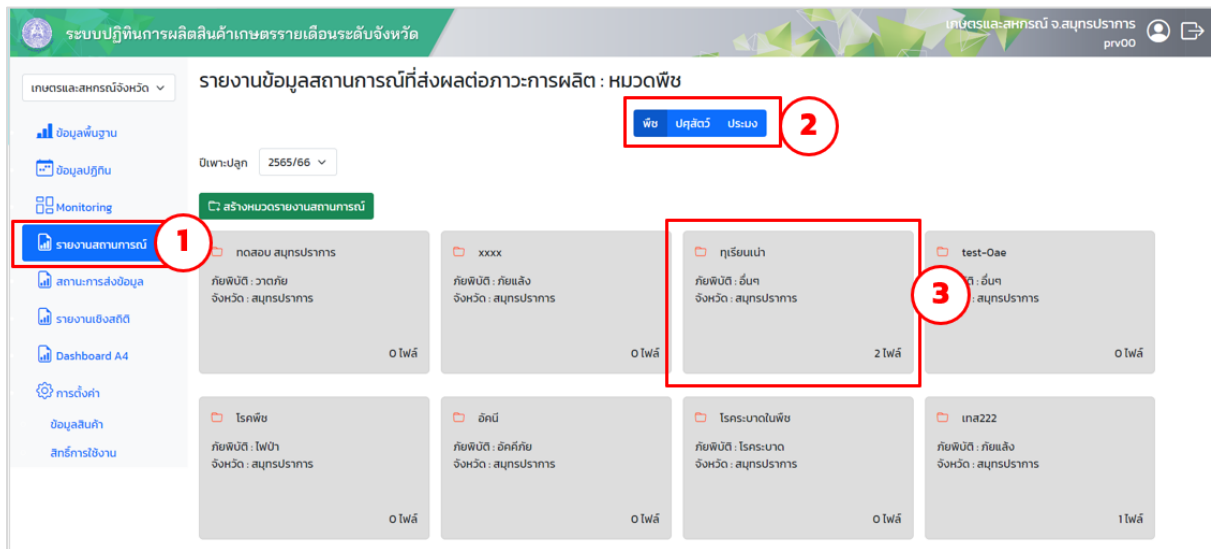 ระบบปฏิทินการผลิตสินค้าเกษตรรายเดือนระดับจังหวัด
เกษตรและสหกรณ์ จ.สมุทรปราการ
prv00
เกษตรและสหกรณ์จังหวัด
รายงานข้อมูลสถานการณ์ที่ส่งผลต่อภาวะการผลิต : หมวดพืช
พืช ปศุสัตว์ ประมง
2
ข้อมูลพื้นฐาน
ข้อมูลปฏิทิน
Monitoring
รายงานสถานการณ์
1
สถานะการส่งข้อมูล
รายงานเชิงสถิติ
Dashboard A4
การตั้งค่า
ข้อมูลสินค้า
สิทธิ์การใช้งาน
ปีเพาะปลูก 2565/66
สร้างหมวดรายงานสถานการณ์
ทดสอบ สมุทรปราการ
ภัยพิบัติ : วาตภัย
จังหวัด : สมุทรปราการ
0 ไฟล์
xxxx
ภัยพิบัติ : ภัยแล้ง
จังหวัด : สมุทรปราการ
0 ไฟล์
ทุเรียนเน่า
ภัยพิบัติ : อื่นๆ
จังหวัด : สมุทรปราการ
2 ไฟล์
3
test-Oae
บัติ : อื่นๆ
: สมุทรปราการ
0 ไฟล์
โรคพืช
ภัยพิบัติ : ไฟป่า
จังหวัด : สมุทรปราการ
0 ไฟล์
อัคนี
ภัยพิบัติ : อัคคีภัย
จังหวัด : สมุทรปราการ
0 ไฟล์
โรคระบาดในพืช
ภัยพิบัติ : โรคระบาด
จังหวัด : สมุทรปราการ
0 ไฟล์
เทส222
ภัยพิบัติ : ภัยแล้ง
จังหวัด : สมุทรปราการ
1 ไฟล์